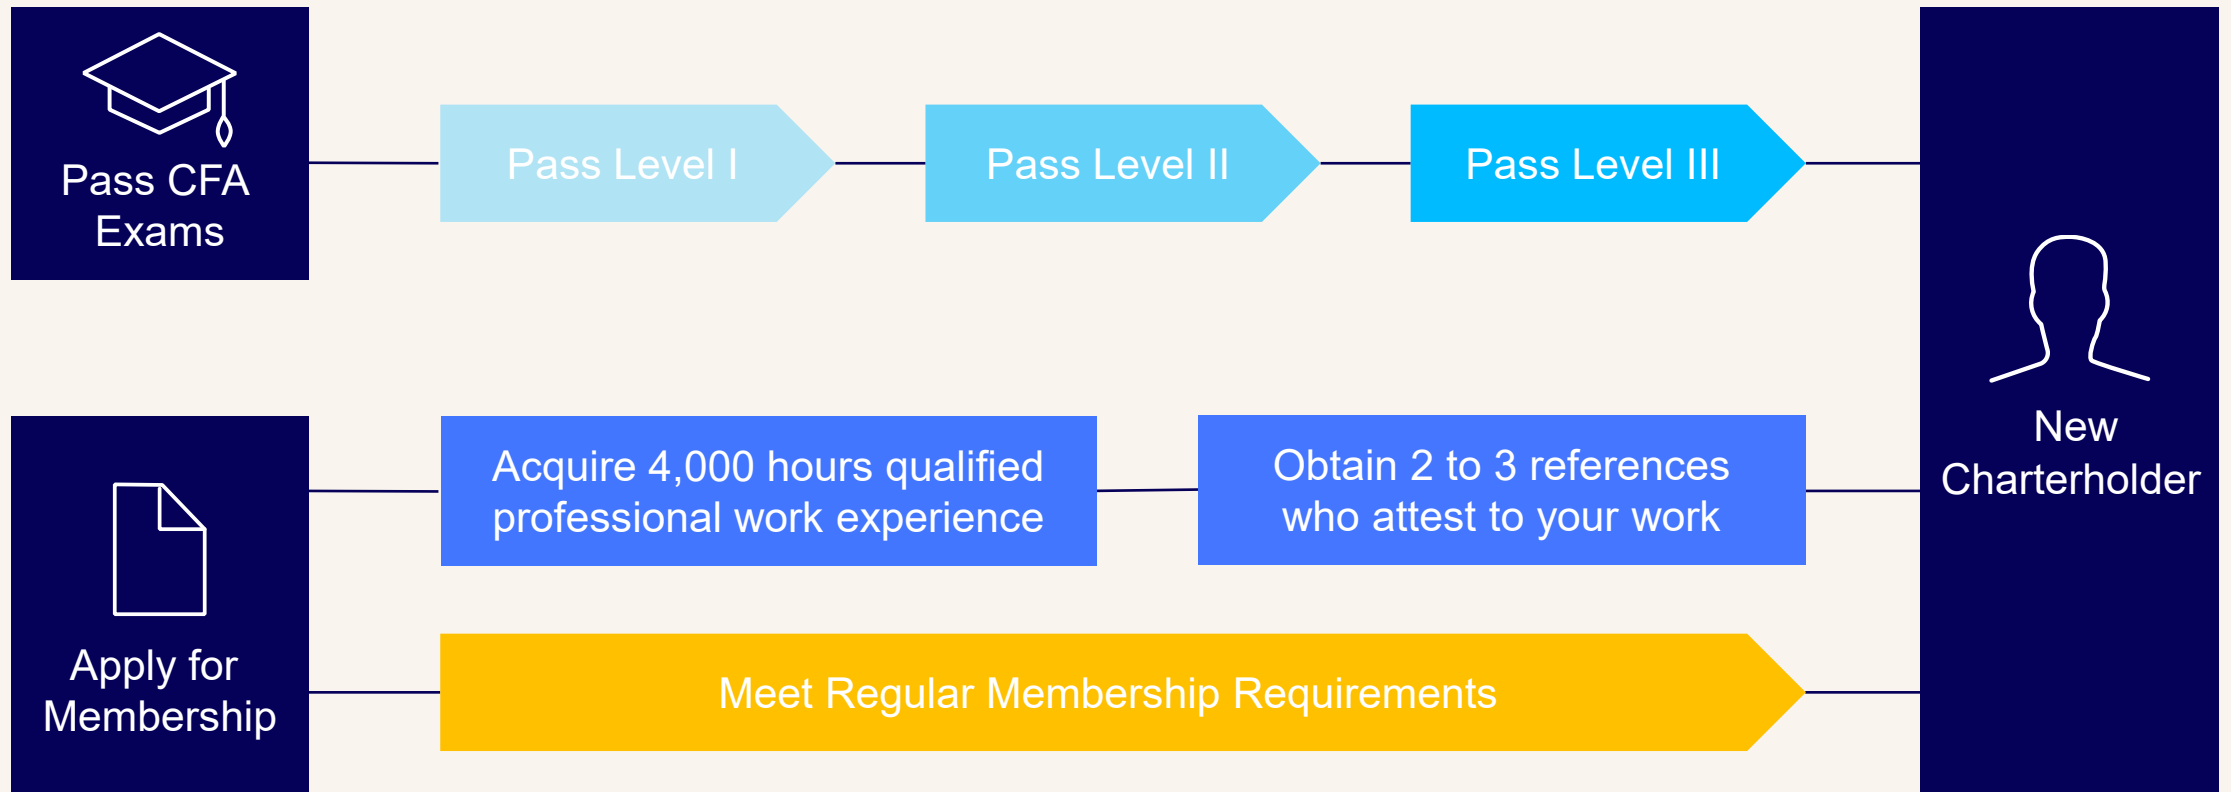 Pass CFA
Exams
Pass Level I
Pass Level II
Pass Level III
Apply for
Membership
Acquire 4,000 hours qualified
professional work experience
Obtain 2 to 3 references
who attest to your work
Meet Regular Membership Requirements
New
Charterholder